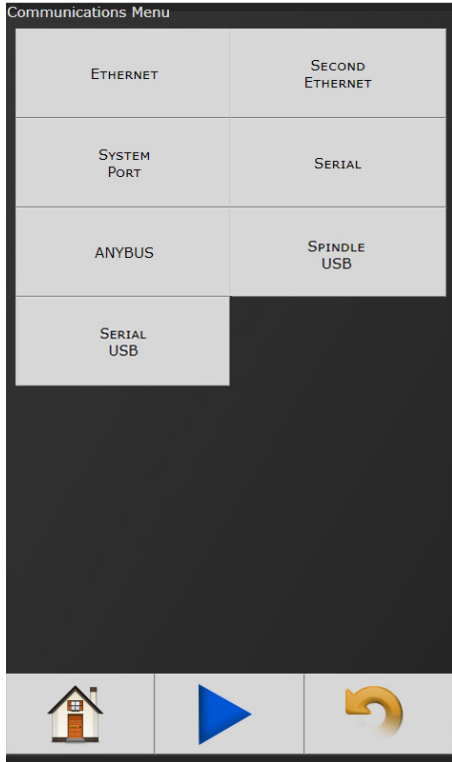 Communications Menu
Ethernet
Second
Ethernet
System
Port
Serial
ANYBUS
Spindle
USB
Serial
USB